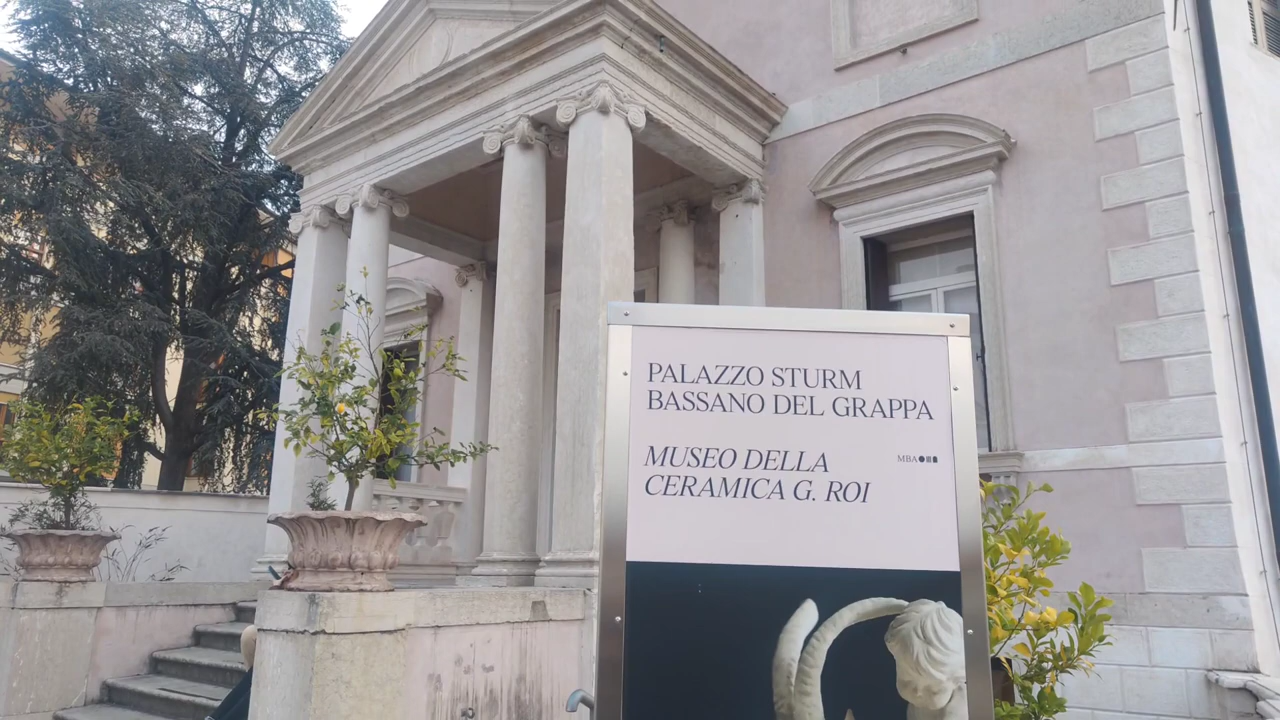 PALAZZO STURM
BASSANO DEL GRAPPA
MUSEO DELLA
CERAMICA G. ROI
MBA